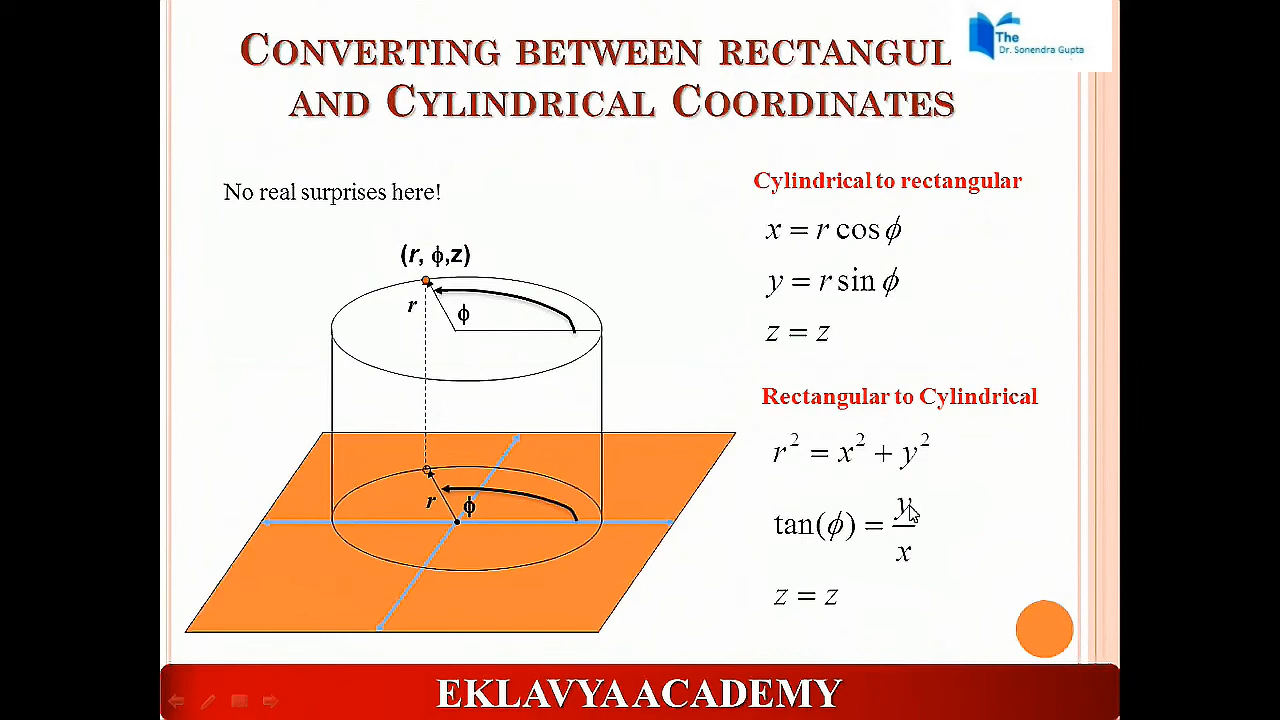 CONVERTING BETWEEN RECTANGUL
AND CYLINDRICAL COORDINATES
The
Dr. Sonendra Gupta
No real surprises here!
(r, ϕ,z)
r
ϕ
r
ϕ
Cylindrical to rectangular
x = r cos ϕ
y = r sin ϕ
z = z
Rectangular to Cylindrical
r² = x² + y²
tan(ϕ) = y/x
z = z
EKLAVYA ACADEMY